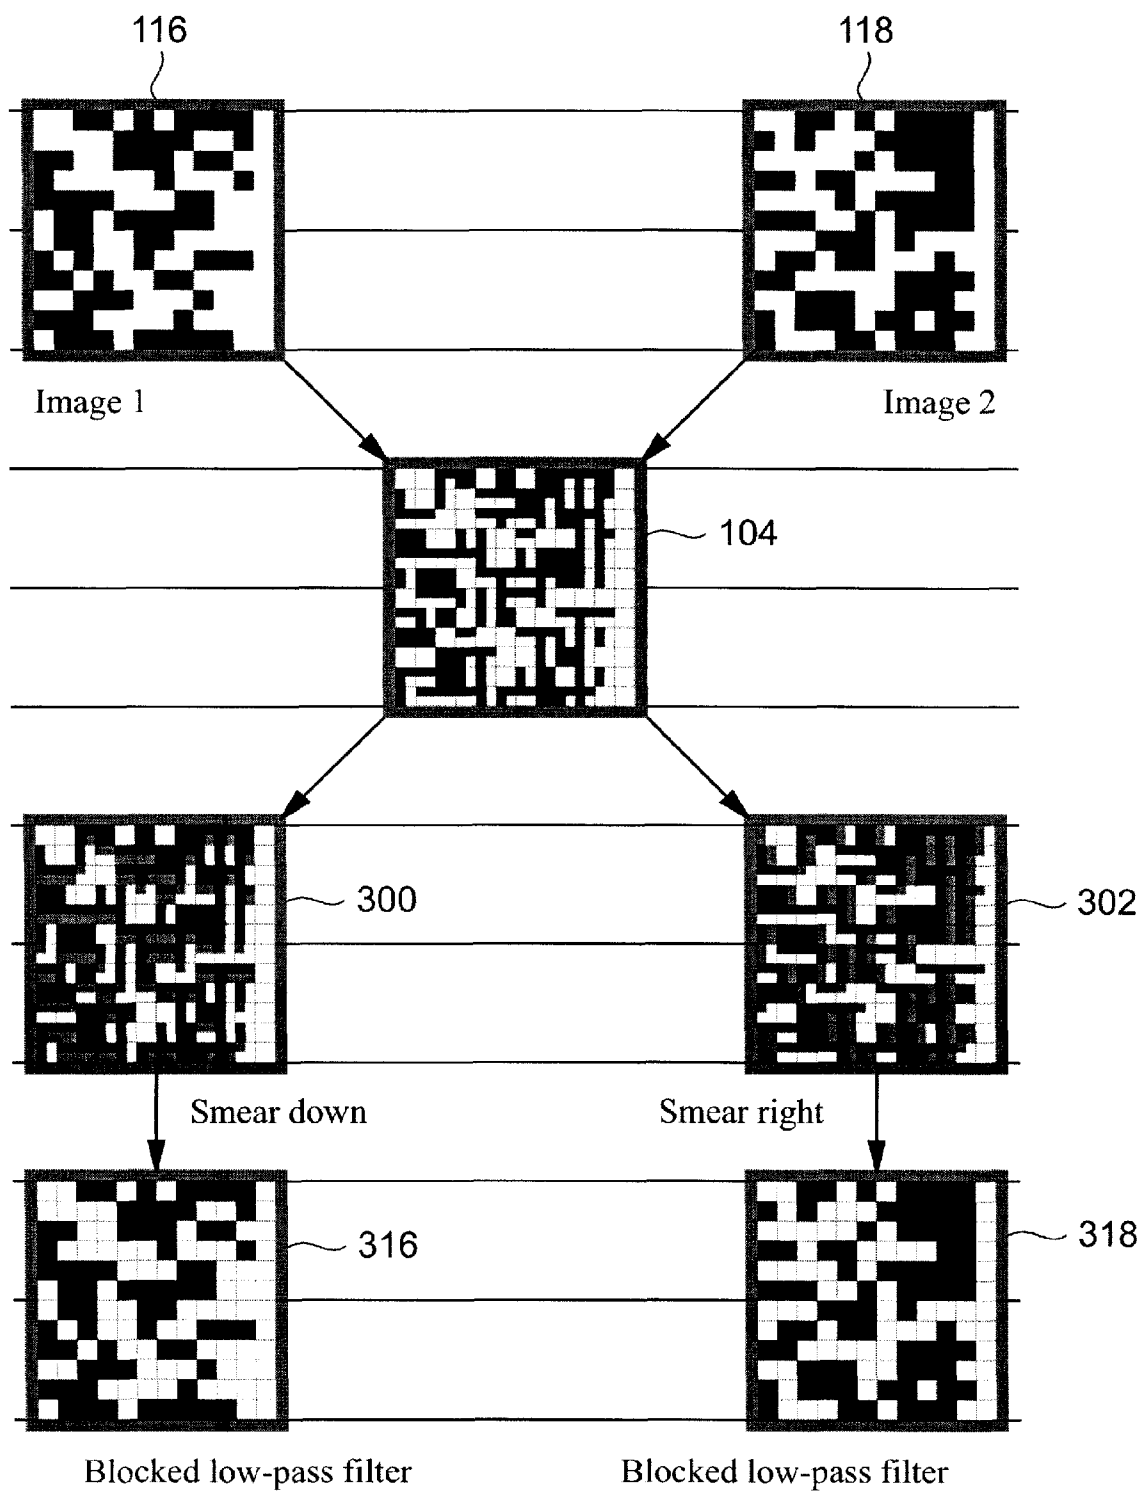 116 118
Image 1 Image 2
104
300 302
Smear down Smear right
316 318
Blocked low-pass filter Blocked low-pass filter